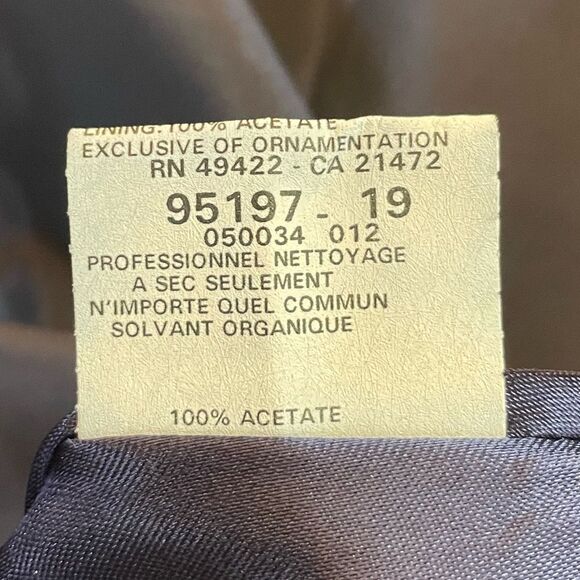 LINING: 100% ACETATE
EXCLUSIVE OF ORNAMENTATION
RN 49422 - CA 21472
95197 - 19
050034 012
PROFESSIONNEL NETTOYAGE
A SEC SEULEMENT
N'IMPORTE QUEL COMMUN
SOLVANT ORGANIQUE
100% ACETATE